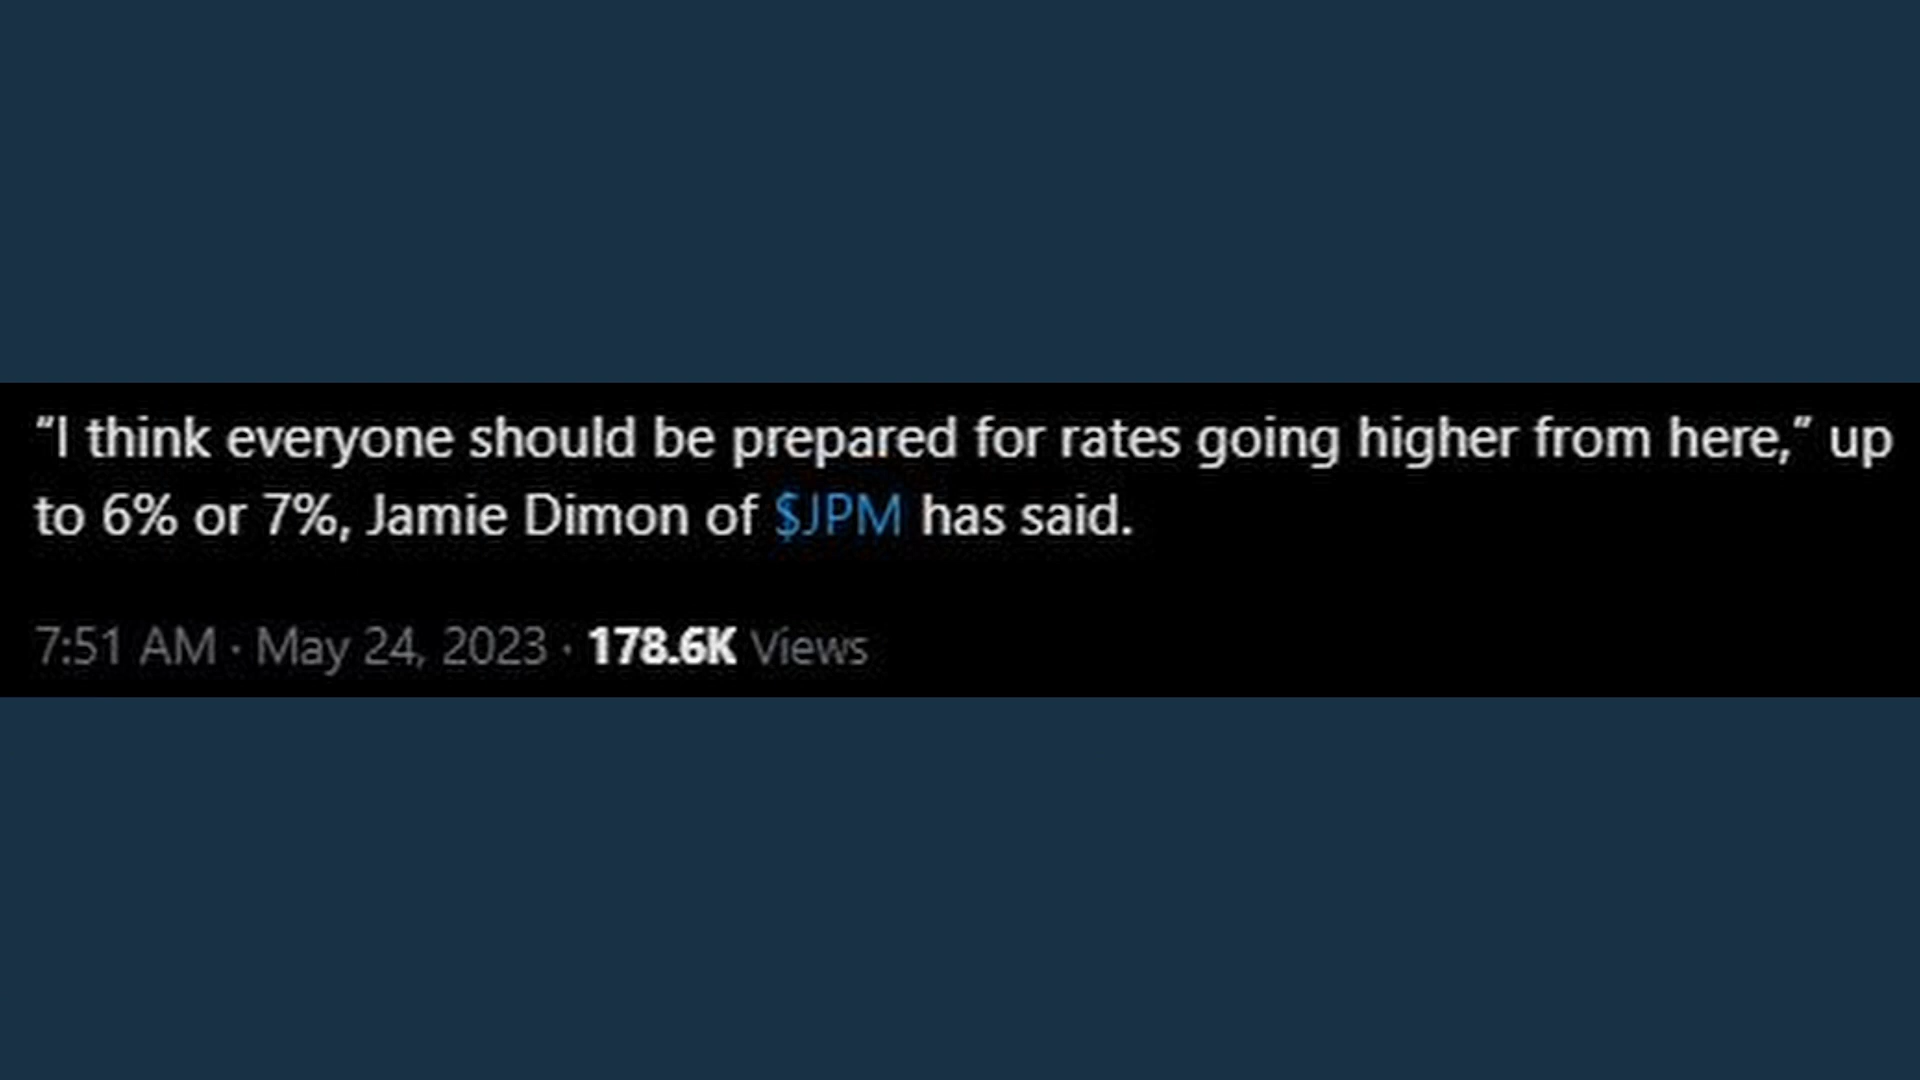 “I think everyone should be prepared for rates going higher from here,” up
to 6% or 7%, Jamie Dimon of $JPM has said.
7:51 AM · May 24, 2023 · 178.6K Views